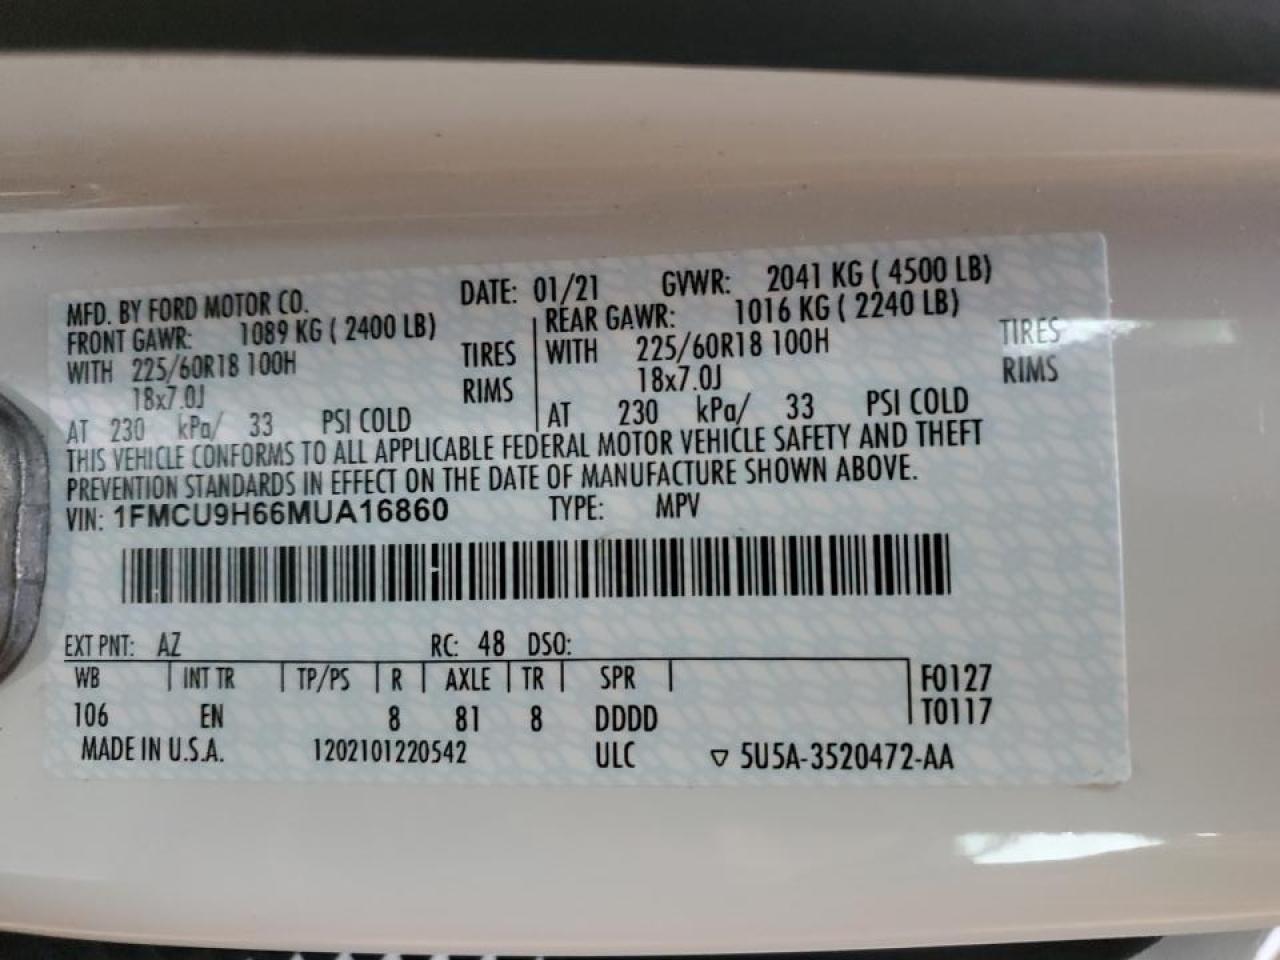 MFD. BY FORD MOTOR CO. DATE: 01/21 GVWR: 2041 KG ( 4500 LB)
FRONT GAWR: 1089 KG ( 2400 LB) REAR GAWR: 1016 KG ( 2240 LB)
WITH 225/60R18 100H TIRES WITH 225/60R18 100H TIRES
18x7.0J RIMS 18x7.0J RIMS
AT 230 kPa/ 33 PSI COLD AT 230 kPa/ 33 PSI COLD
THIS VEHICLE CONFORMS TO ALL APPLICABLE FEDERAL MOTOR VEHICLE SAFETY AND THEFT
PREVENTION STANDARDS IN EFFECT ON THE DATE OF MANUFACTURE SHOWN ABOVE.
VIN: 1FMCU9H66MUA16860 TYPE: MPV
EXT PNT: AZ RC: 48 DSO:
WB INT TR TP/PS R AXLE TR SPR F0127
106 EN 8 81 8 DDDD T0117
MADE IN U.S.A. 1202101220542 ULC ▽ 5U5A-3520472-AA